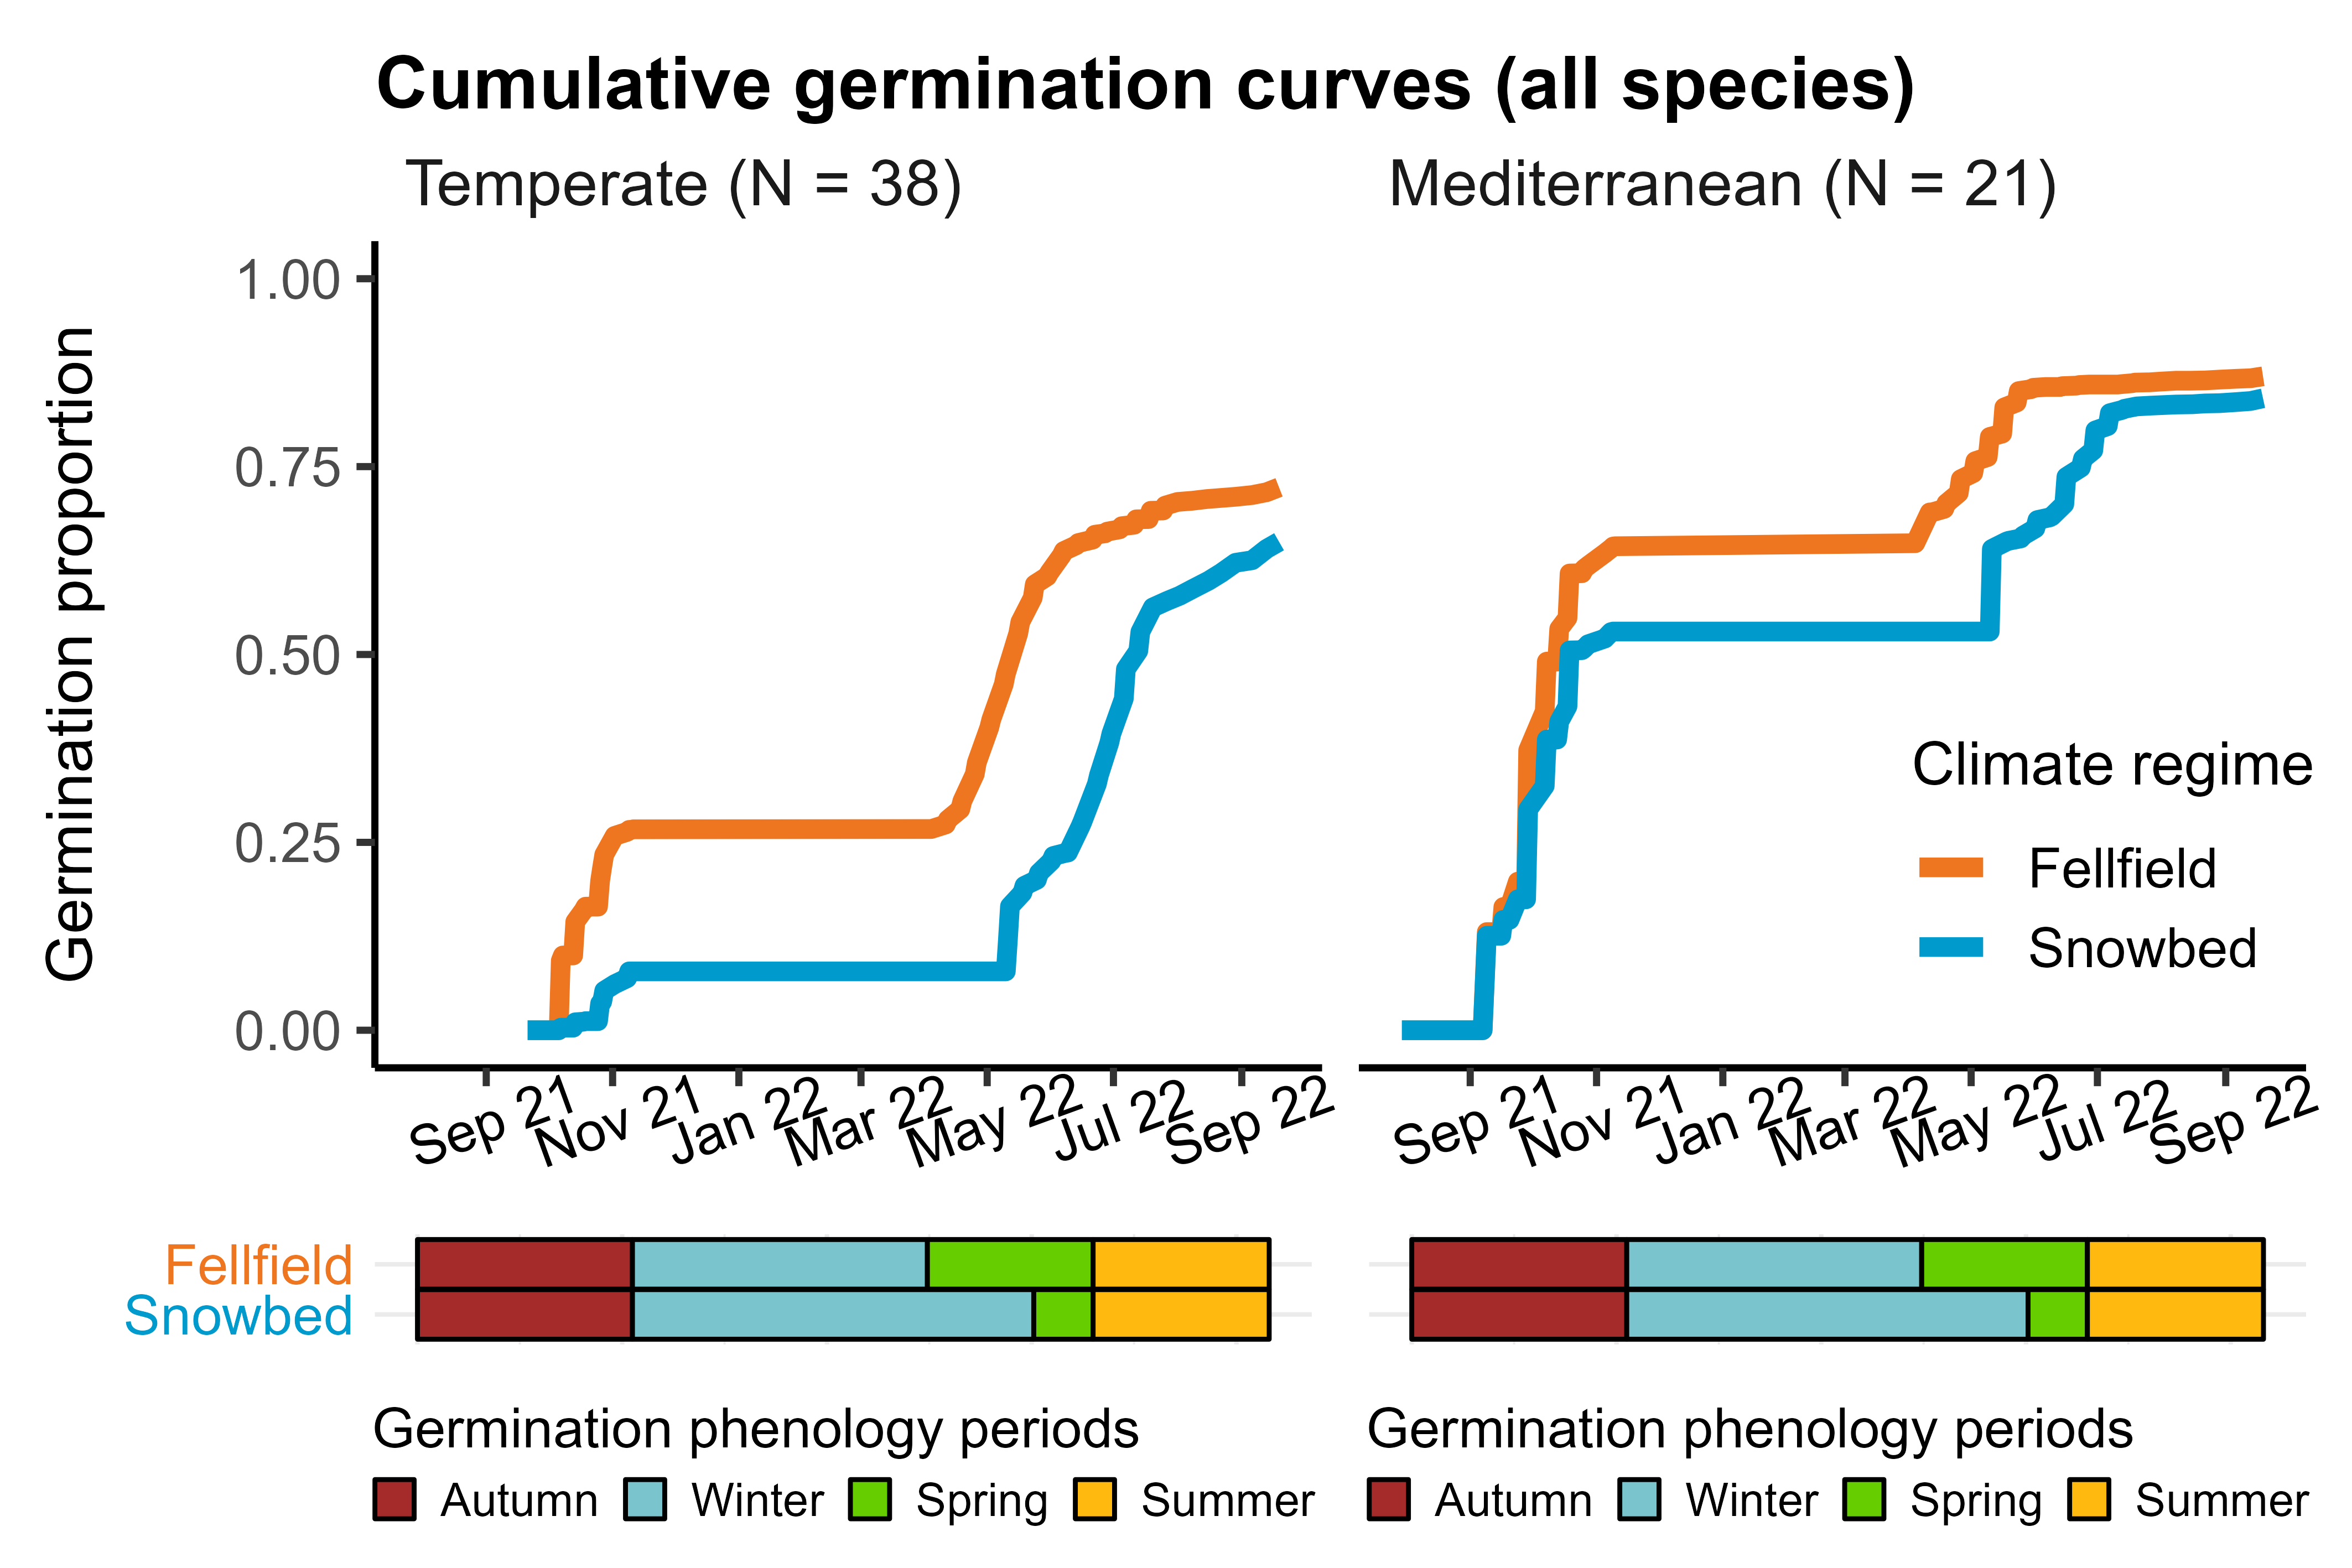 Cumulative germination curves (all species)
Temperate (N = 38)
Mediterranean (N = 21)
Germination proportion
1.00
0.75
0.50
0.25
0.00
Sep 21
Nov 21
Jan 22
Mar 22
May 22
Jul 22
Sep 22
Sep 21
Nov 21
Jan 22
Mar 22
May 22
Jul 22
Sep 22
Climate regime
Fellfield
Snowbed
Fellfield
Snowbed
Germination phenology periods
Autumn Winter Spring Summer
Germination phenology periods
Autumn Winter Spring Summer